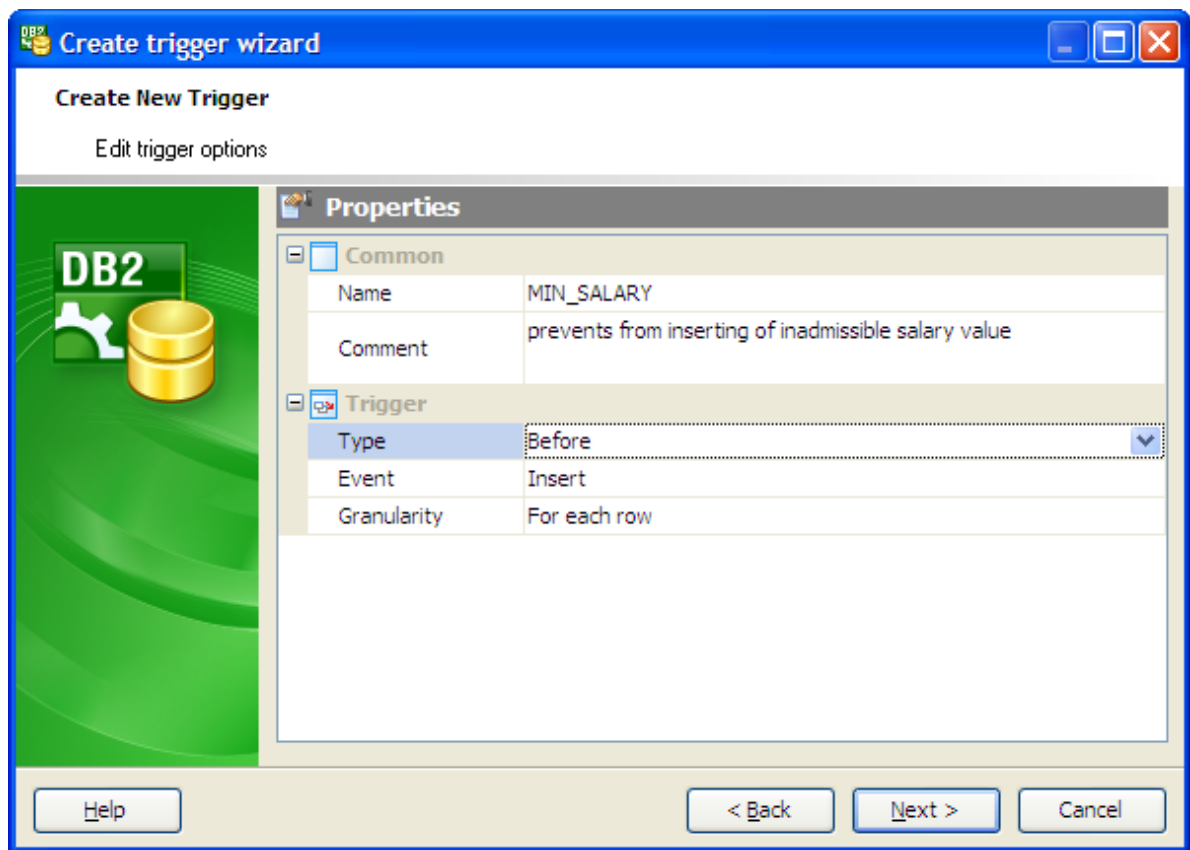 Create trigger wizard
Create New Trigger
Edit trigger options
DB2
Properties
Common
Name MIN_SALARY
Comment prevents from inserting of inadmissible salary value
Trigger
Type Before
Event Insert
Granularity For each row
Help < Back Next > Cancel